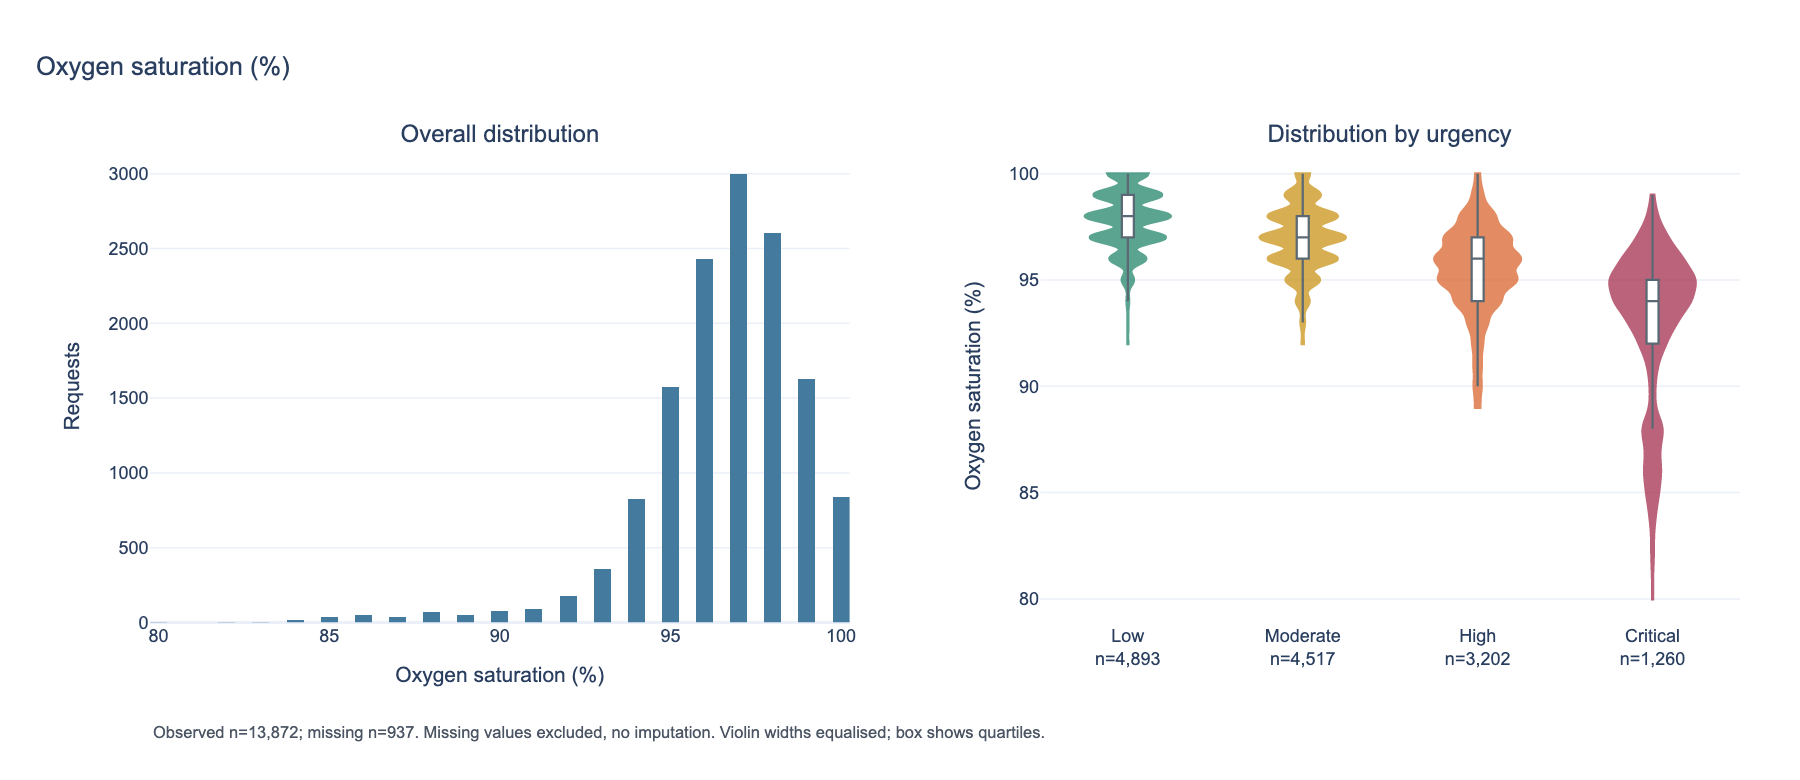 Oxygen saturation (%)
Overall distribution
3000
2500
2000
1500
1000
500
0
Requests
80
85
90
95
100
Oxygen saturation (%)
Distribution by urgency
100
95
90
85
80
Oxygen saturation (%)
Low
n=4,893
Moderate
n=4,517
High
n=3,202
Critical
n=1,260
Observed n=13,872; missing n=937. Missing values excluded, no imputation. Violin widths equalised; box shows quartiles.